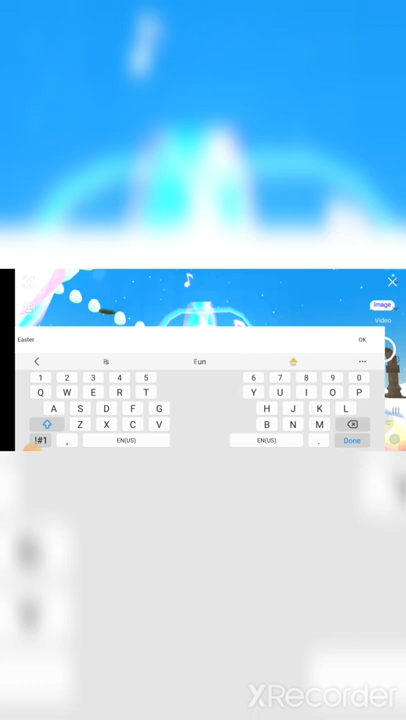 Image
Video
Easter
OK
is
Eun
1 2 3 4 5 6 7 8 9 0
Q W E R T Y U I O P
A S D F G H J K L
Z X C V B N M
!#1 , EN(US) EN(US) . Done
XRecorder